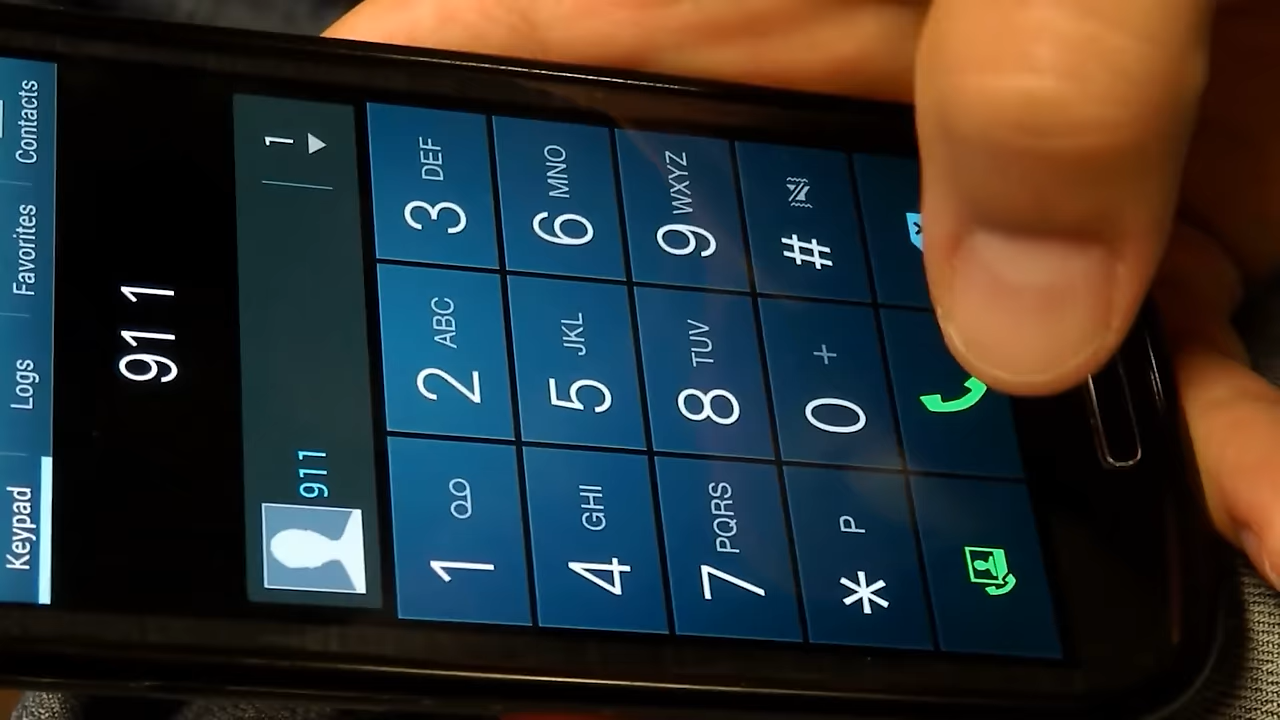 Keypad Logs Favorites Contacts
911
911 1
1 2 ABC 3 DEF
4 GHI 5 JKL 6 MNO
7 PQRS 8 TUV 9 WXYZ
* P 0 + #